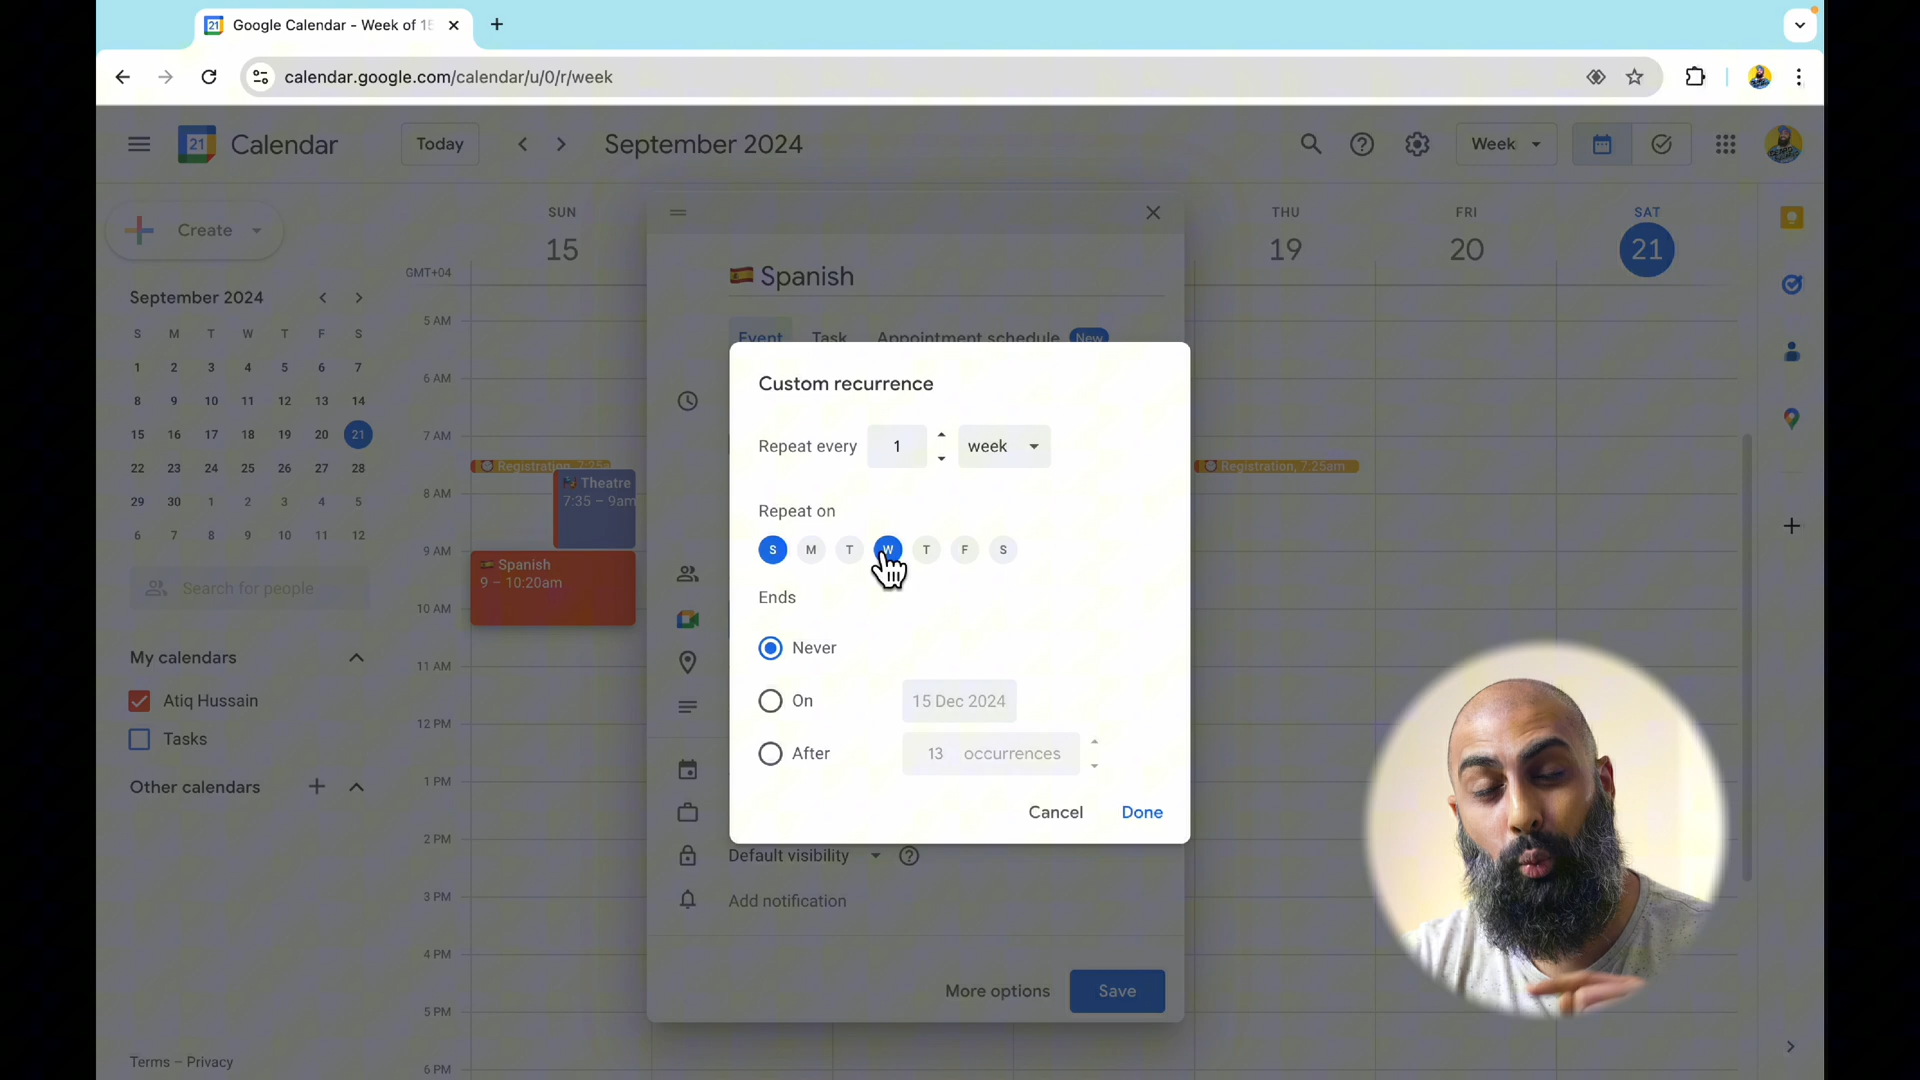 Google Calendar - Week of 15
calendar.google.com/calendar/u/0/r/week
21 Calendar
Today
September 2024
Week
Create
SUN
15
THU
19
FRI
20
SAT
21
GMT+04
September 2024
S M T W T F S
1 2 3 4 5 6 7
8 9 10 11 12 13 14
15 16 17 18 19 20 21
22 23 24 25 26 27 28
29 30 1 2 3 4 5
6 7 8 9 10 11 12
Search for people
My calendars
Atiq Hussain
Tasks
Other calendars
Terms – Privacy
5 AM
6 AM
7 AM
8 AM
9 AM
10 AM
11 AM
12 PM
1 PM
2 PM
3 PM
4 PM
5 PM
6 PM
Registration, 7:25a
Theatre
7:35 – 9am
Spanish
9 – 10:20am
Registration, 7:25am
Spanish
Event Task Appointment schedule New
Custom recurrence
Repeat every 1 week
Repeat on
S M T W T F S
Ends
Never
On 15 Dec 2024
After 13 occurrences
Cancel Done
Default visibility
Add notification
More options Save